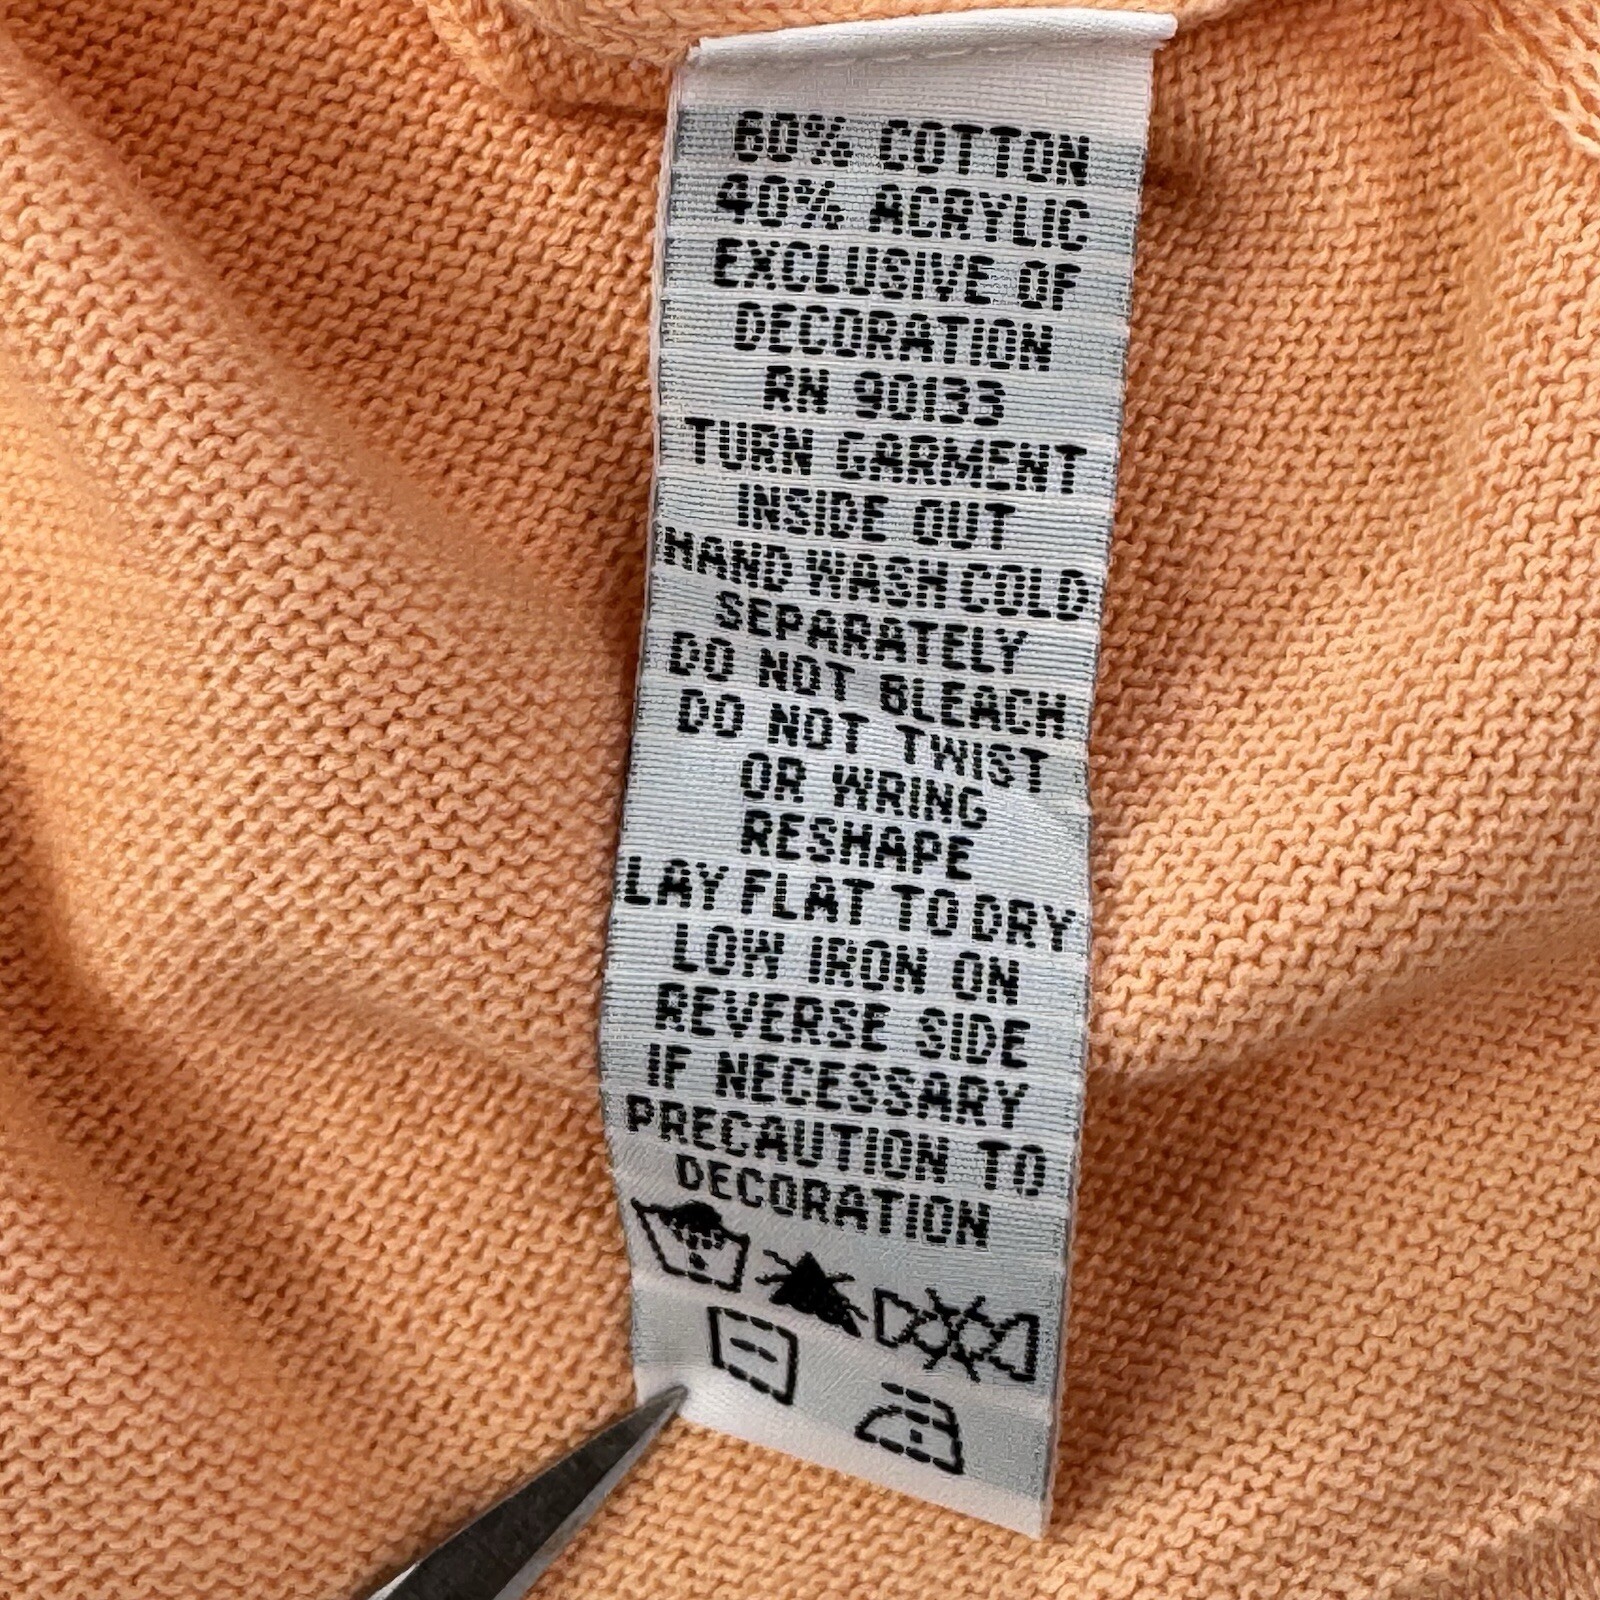 60% COTTON
40% ACRYLIC
EXCLUSIVE OF
DECORATION
RN 90133
TURN GARMENT
INSIDE OUT
HAND WASH COLD
SEPARATELY
DO NOT BLEACH
DO NOT TWIST
OR WRING
RESHAPE
LAY FLAT TO DRY
LOW IRON ON
REVERSE SIDE
IF NECESSARY
PRECAUTION TO
DECORATION